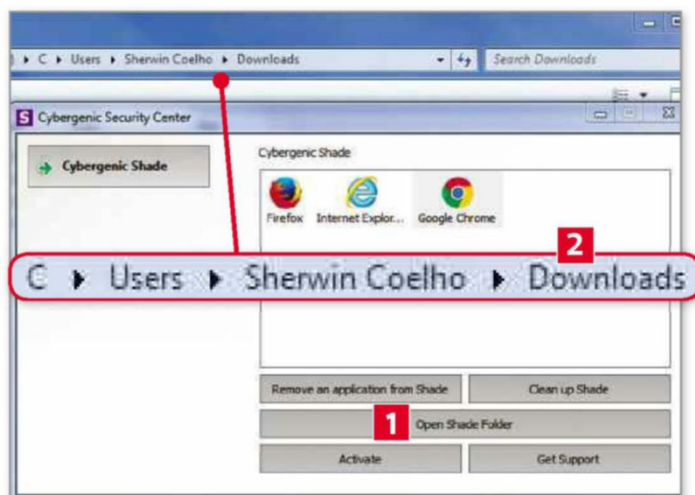 C ▸ Users ▸ Sherwin Coelho ▸ Downloads
Search Downloads
S Cybergenic Security Center
Cybergenic Shade
Cybergenic Shade
Firefox Internet Explor... Google Chrome
2
C ▸ Users ▸ Sherwin Coelho ▸ Downloads
Remove an application from Shade
Clean up Shade
1 Open Shade Folder
Activate
Get Support